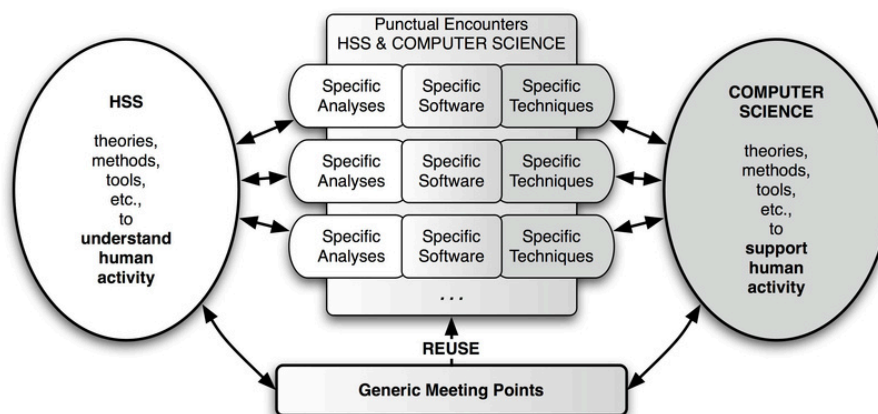 Punctual Encounters
HSS & COMPUTER SCIENCE
HSS
theories,
methods,
tools,
etc.,
to
understand
human
activity
Specific
Analyses
Specific
Software
Specific
Techniques
Specific
Analyses
Specific
Software
Specific
Techniques
Specific
Analyses
Specific
Software
Specific
Techniques
...
COMPUTER
SCIENCE
theories,
methods,
tools,
etc.,
to
support
human
activity
REUSE
Generic Meeting Points